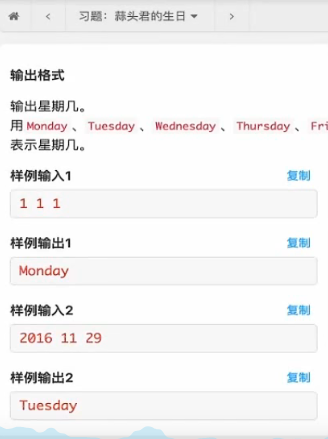 习题：蒜头君的生日
输出格式
输出星期几。
用 Monday 、 Tuesday 、 Wednesday 、 Thursday 、 Fri
表示星期几。
样例输入1 复制
1 1 1
样例输出1 复制
Monday
样例输入2 复制
2016 11 29
样例输出2 复制
Tuesday